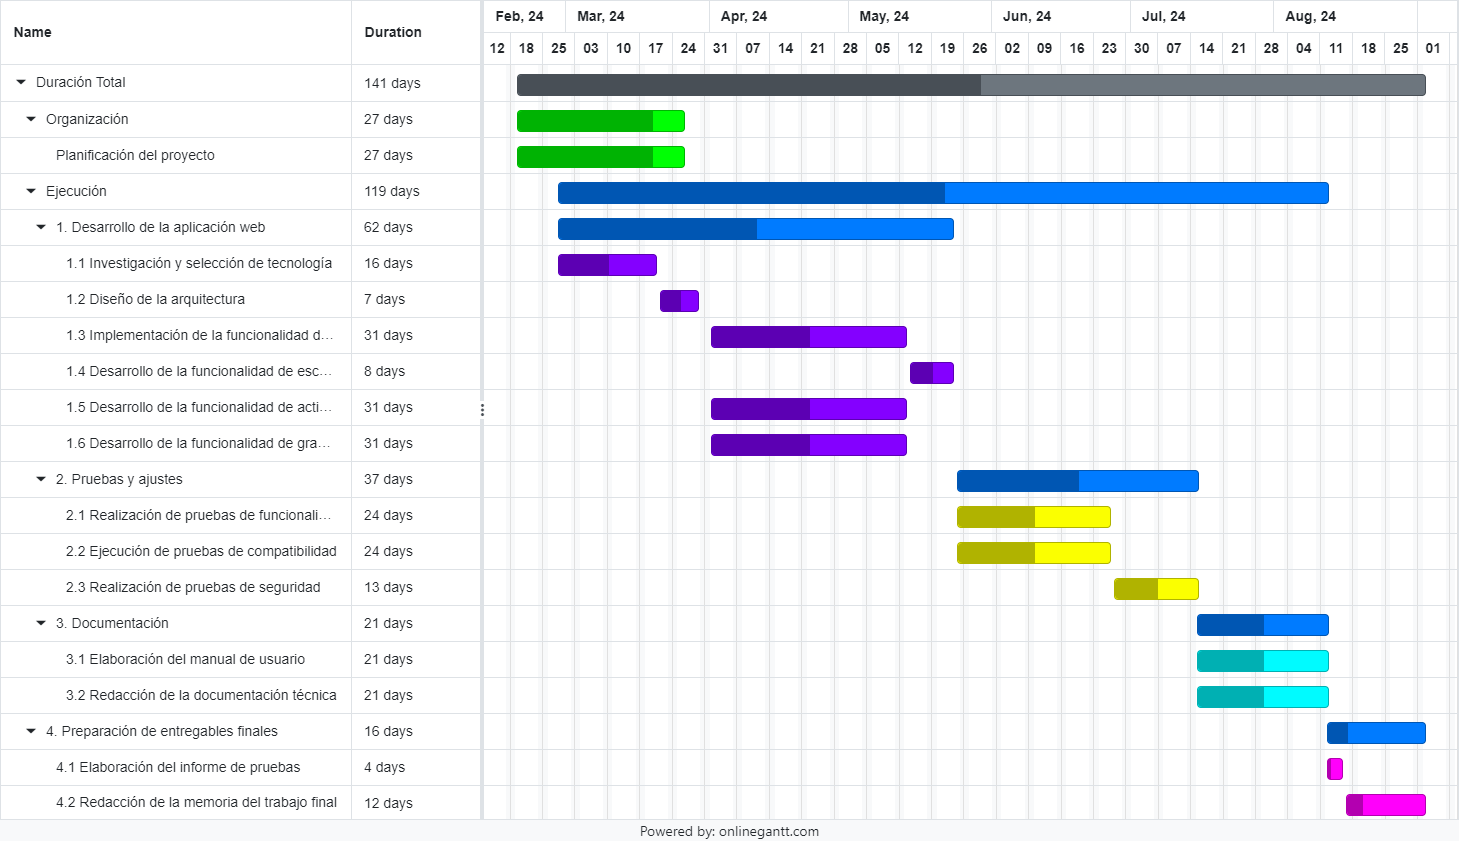 Name Duration Feb, 24 Mar, 24 Apr, 24 May, 24 Jun, 24 Jul, 24 Aug, 24
12 18 25 03 10 17 24 31 07 14 21 28 05 12 19 26 02 09 16 23 30 07 14 21 28 04 11 18 25 01
Duración Total 141 days
Organización 27 days
Planificación del proyecto 27 days
Ejecución 119 days
1. Desarrollo de la aplicación web 62 days
1.1 Investigación y selección de tecnología 16 days
1.2 Diseño de la arquitectura 7 days
1.3 Implementación de la funcionalidad d... 31 days
1.4 Desarrollo de la funcionalidad de esc... 8 days
1.5 Desarrollo de la funcionalidad de acti... 31 days
1.6 Desarrollo de la funcionalidad de gra... 31 days
2. Pruebas y ajustes 37 days
2.1 Realización de pruebas de funcionali... 24 days
2.2 Ejecución de pruebas de compatibilidad 24 days
2.3 Realización de pruebas de seguridad 13 days
3. Documentación 21 days
3.1 Elaboración del manual de usuario 21 days
3.2 Redacción de la documentación técnica 21 days
4. Preparación de entregables finales 16 days
4.1 Elaboración del informe de pruebas 4 days
4.2 Redacción de la memoria del trabajo final 12 days
Powered by: onlinegantt.com